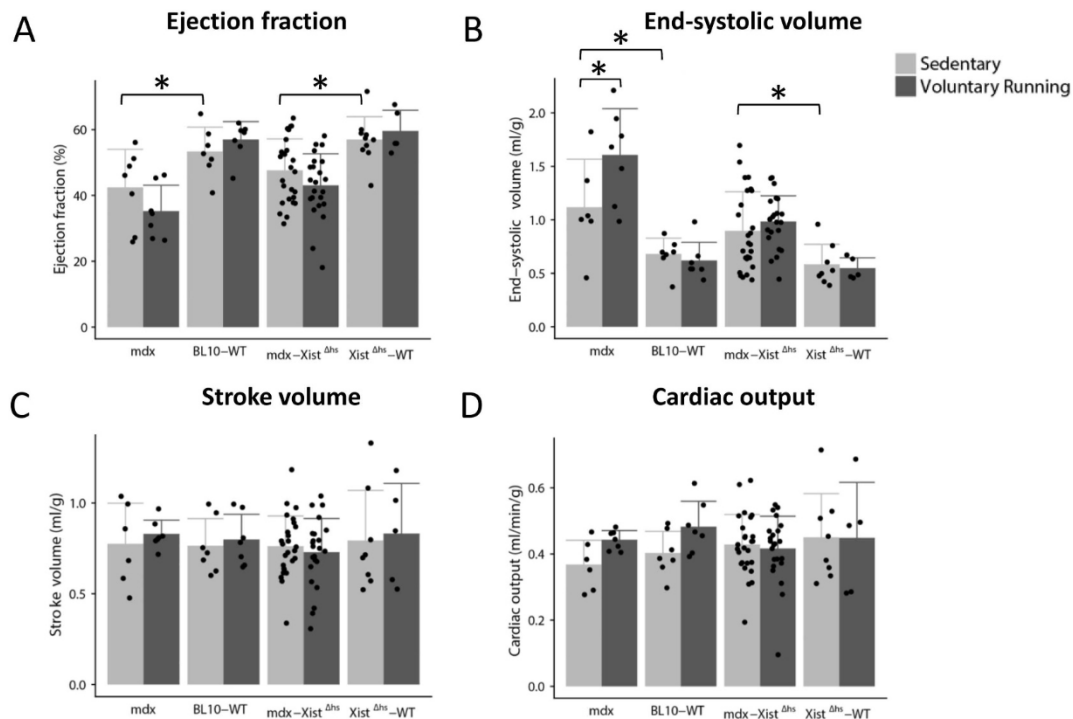 A
Ejection fraction
*
*
Ejection fraction (%)
60
40
20
0
mdx
BL10–WT
mdx–Xist Δhs
Xist Δhs–WT
B
End-systolic volume
*
*
*
End–systolic volume (ml/g)
2.0
1.5
1.0
0.5
0.0
mdx
BL10–WT
mdx–Xist Δhs
Xist Δhs–WT
Sedentary
Voluntary Running
C
Stroke volume
Stroke volume (ml/g)
1.0
0.5
0.0
mdx
BL10–WT
mdx–Xist Δhs
Xist Δhs–WT
D
Cardiac output
Cardiac output (ml/min/g)
0.6
0.4
0.2
0.0
mdx
BL10–WT
mdx–Xist Δhs
Xist Δhs–WT